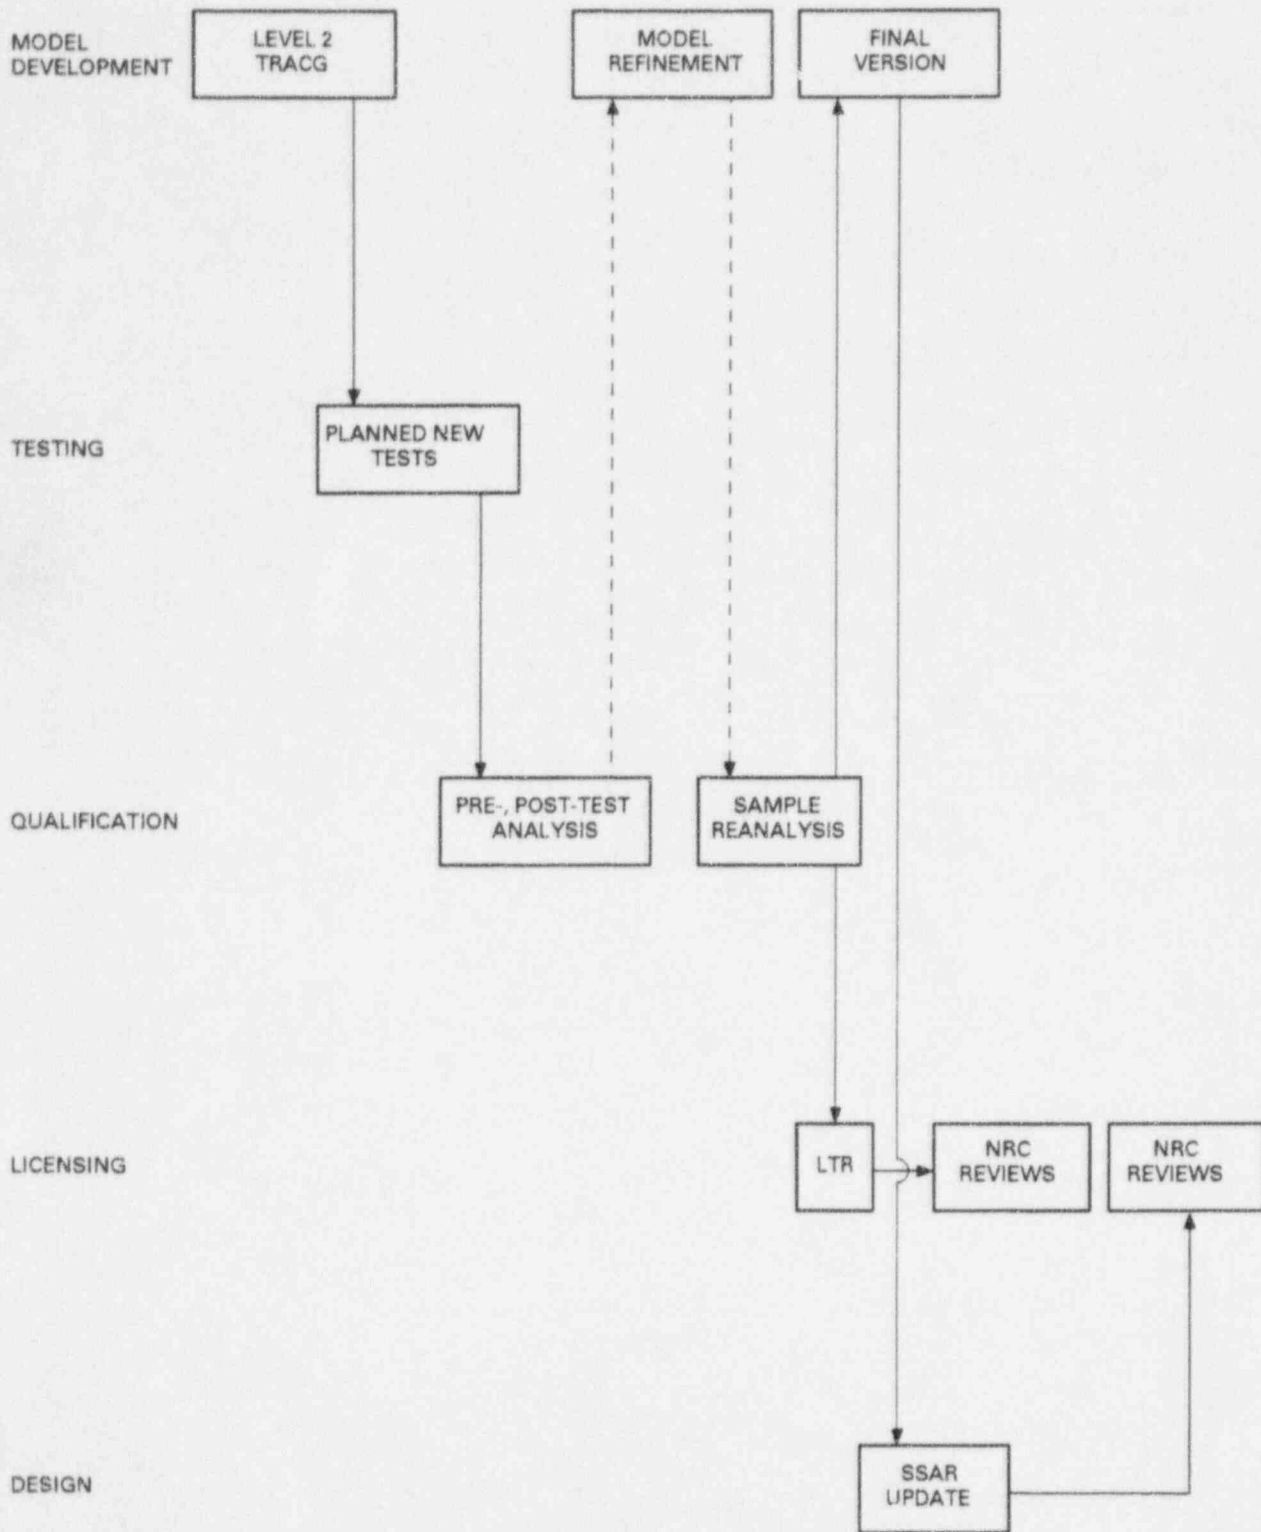 MODEL
DEVELOPMENT
LEVEL 2
TRACG
MODEL
REFINEMENT
FINAL
VERSION
TESTING
PLANNED NEW
TESTS
QUALIFICATION
PRE-, POST-TEST
ANALYSIS
SAMPLE
REANALYSIS
LICENSING
LTR
NRC
REVIEWS
NRC
REVIEWS
DESIGN
SSAR
UPDATE